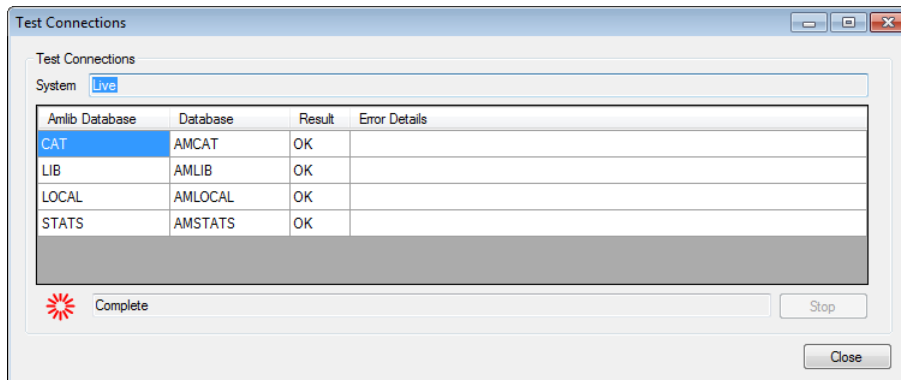 Test Connections
Test Connections
System Live
Amlib Database Database Result Error Details
CAT AMCAT OK
LIB AMLIB OK
LOCAL AMLOCAL OK
STATS AMSTATS OK
Complete Stop
Close